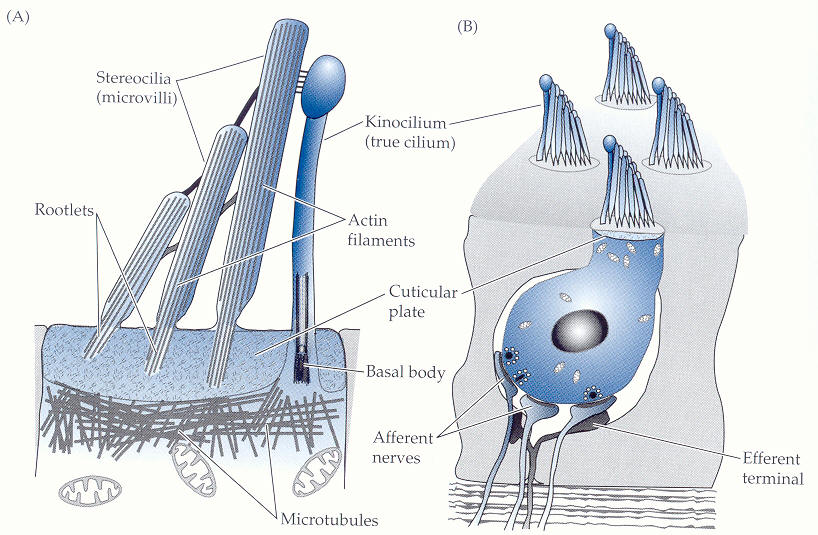 (A)
(B)
Stereocilia
(microvilli)
Kinocilium
(true cilium)
Rootlets
Actin
filaments
Cuticular
plate
Basal body
Afferent
nerves
Efferent
terminal
Microtubules